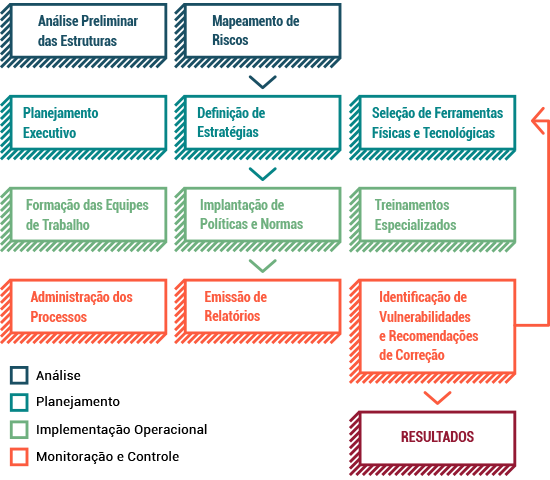 Análise Preliminar
das Estruturas
Mapeamento de
Riscos
Planejamento
Executivo
Definição de
Estratégias
Seleção de Ferramentas
Físicas e Tecnológicas
Formação das Equipes
de Trabalho
Implantação de
Políticas e Normas
Treinamentos
Especializados
Administração dos
Processos
Emissão de
Relatórios
Identificação de
Vulnerabilidades
e Recomendações
de Correção
Análise
Planejamento
Implementação Operacional
Monitoração e Controle
RESULTADOS